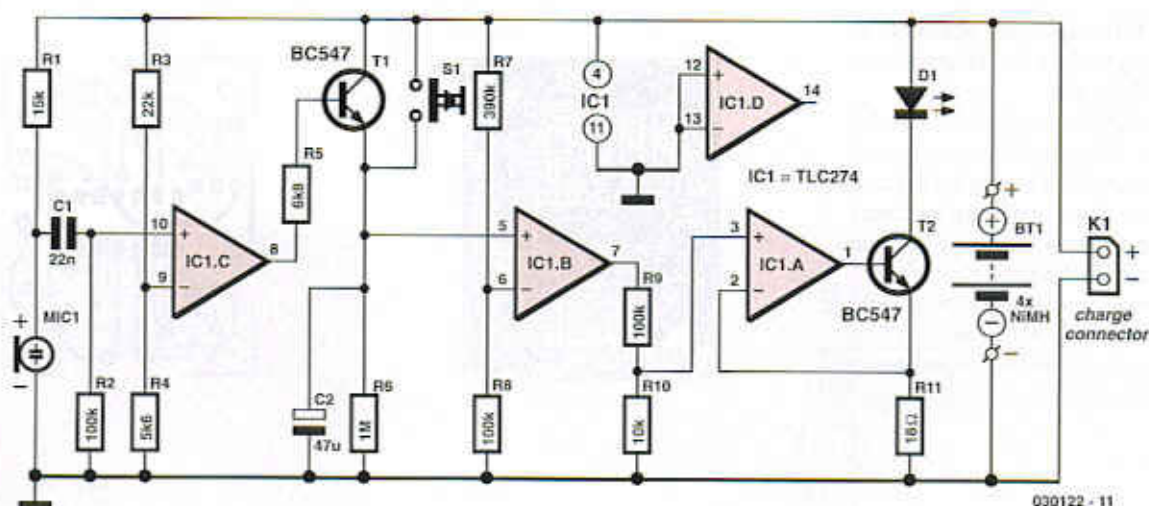 R1
15k
R3
22k
BC547
T1
S1
R7
390k
4
IC1
11
12
+
13
−
IC1.D
14
D1
IC1 = TLC274
R5
6k8
C1
22n
10
+
9
−
IC1.C
8
5
+
6
−
IC1.B
7
R9
100k
3
+
2
−
IC1.A
1
T2
BC547
+
+
BT1
4x
NiMH
−
−
K1
+
−
charge
connector
+
MIC1
−
R2
100k
R4
5k6
C2
47u
R6
1M
R8
100k
R10
10k
R11
18Ω
030122 - 11